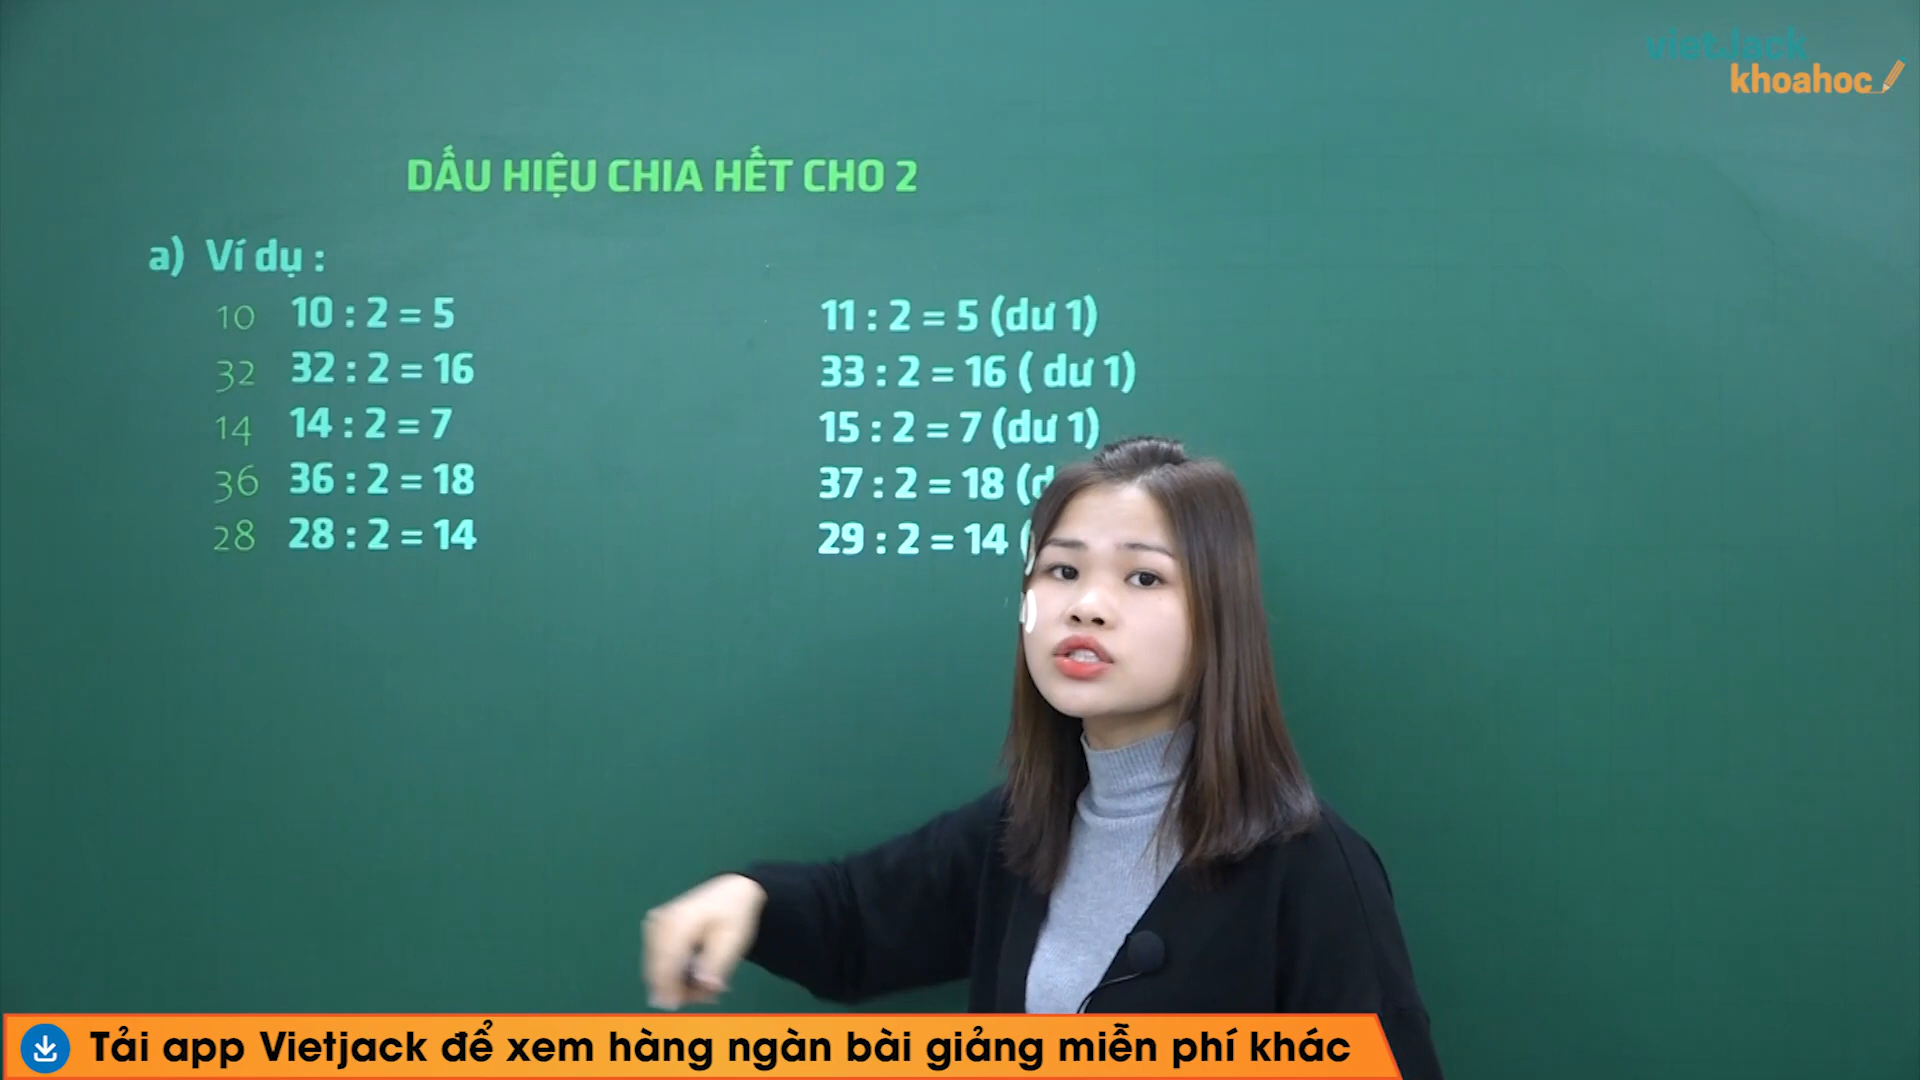 vietJack
khoahoc
DẤU HIỆU CHIA HẾT CHO 2
a) Ví dụ :
10 10 : 2 = 5
32 32 : 2 = 16
14 14 : 2 = 7
36 36 : 2 = 18
28 28 : 2 = 14
11 : 2 = 5 (dư 1)
33 : 2 = 16 ( dư 1)
15 : 2 = 7 (dư 1)
37 : 2 = 18
29 : 2 = 14
Tải app Vietjack để xem hàng ngàn bài giảng miễn phí khác